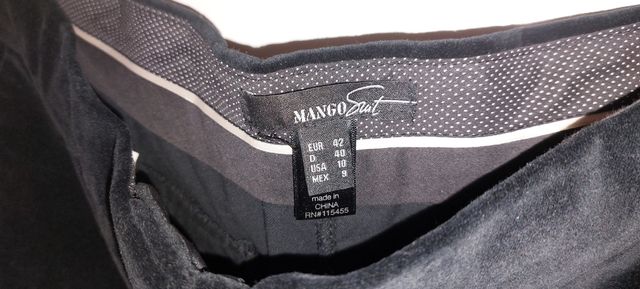 MANGO Suit
EUR 42
D 40
USA 10
MEX 9
made in
CHINA
RN#115455